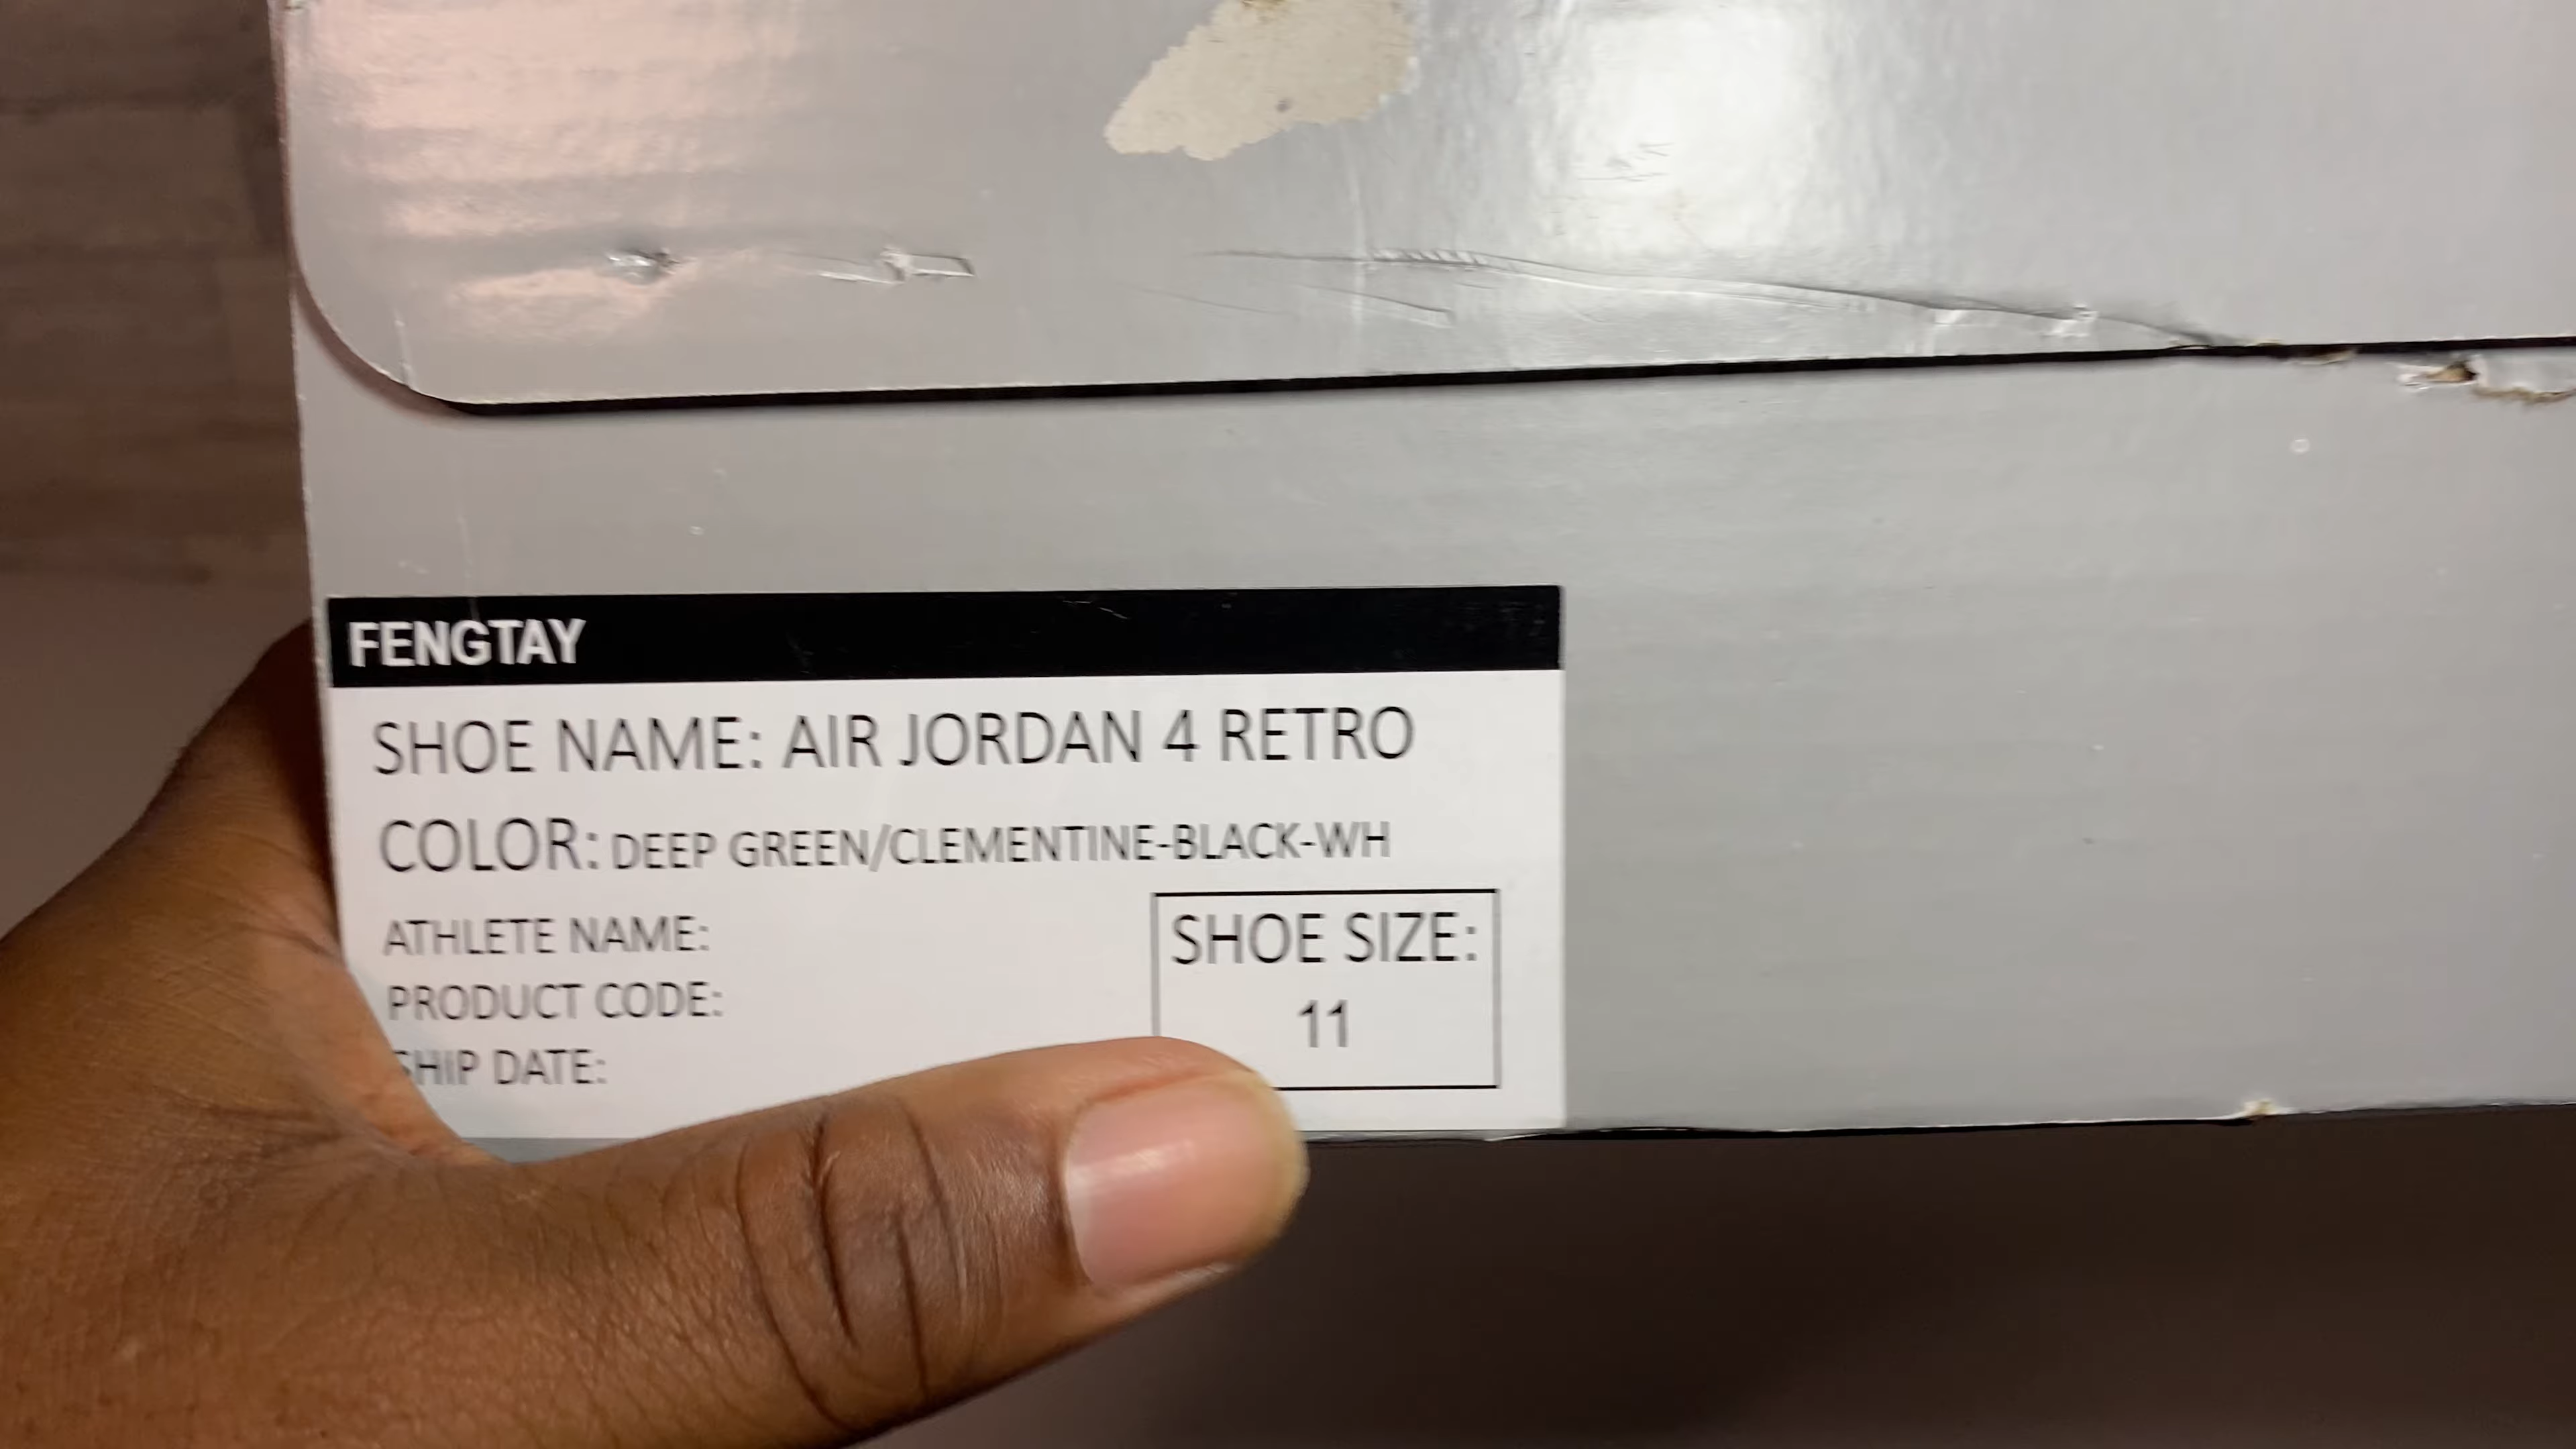 FENGTAY
SHOE NAME: AIR JORDAN 4 RETRO
COLOR: DEEP GREEN/CLEMENTINE-BLACK-WH
ATHLETE NAME:
PRODUCT CODE:
SHIP DATE:
SHOE SIZE:
11